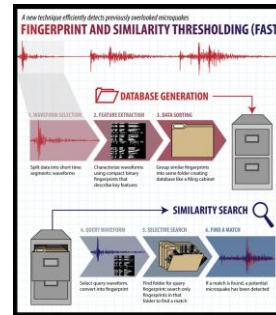 A new technique efficiently detects previously overlooked microquakes
FINGERPRINT AND SIMILARITY THRESHOLDING (FAST
DATABASE GENERATION
1. WAVEFORM SELECTION
2. FEATURE EXTRACTION
3. DATA SORTING
Split data into short time
segments: waveforms
Characterize waveforms
using compact binary
fingerprints that
describe key features
Group similar fingerprints
into same folder creating
database like a filing cabinet
SIMILARITY SEARCH
4. QUERY WAVEFORM
5. SELECTIVE SEARCH
6. FIND A MATCH
Select query waveform,
convert into fingerprint
Find folder for query
fingerprint; search only
fingerprints in that
folder to find a match
If a match is found, a potential
microquake has been detected